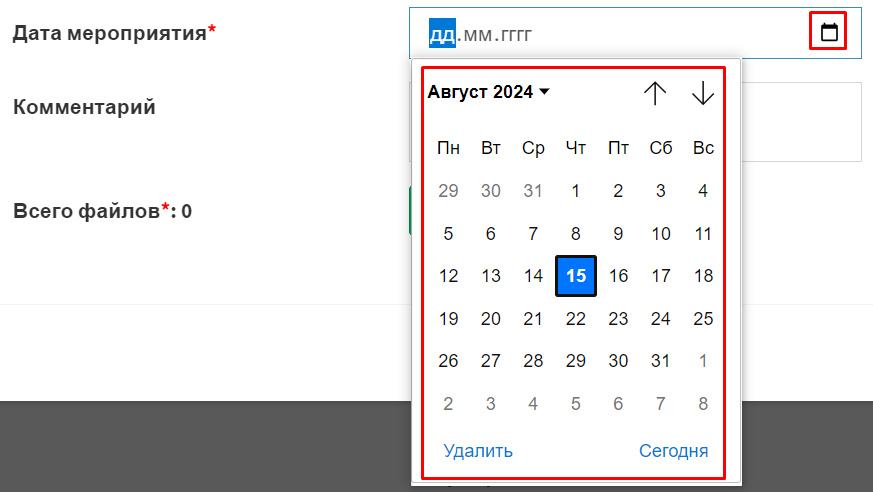 Дата мероприятия*
дд.мм.гггг
Комментарий
Всего файлов*: 0
Август 2024
Пн Вт Ср Чт Пт Сб Вс
29 30 31 1 2 3 4
5 6 7 8 9 10 11
12 13 14 15 16 17 18
19 20 21 22 23 24 25
26 27 28 29 30 31 1
2 3 4 5 6 7 8
Удалить Сегодня